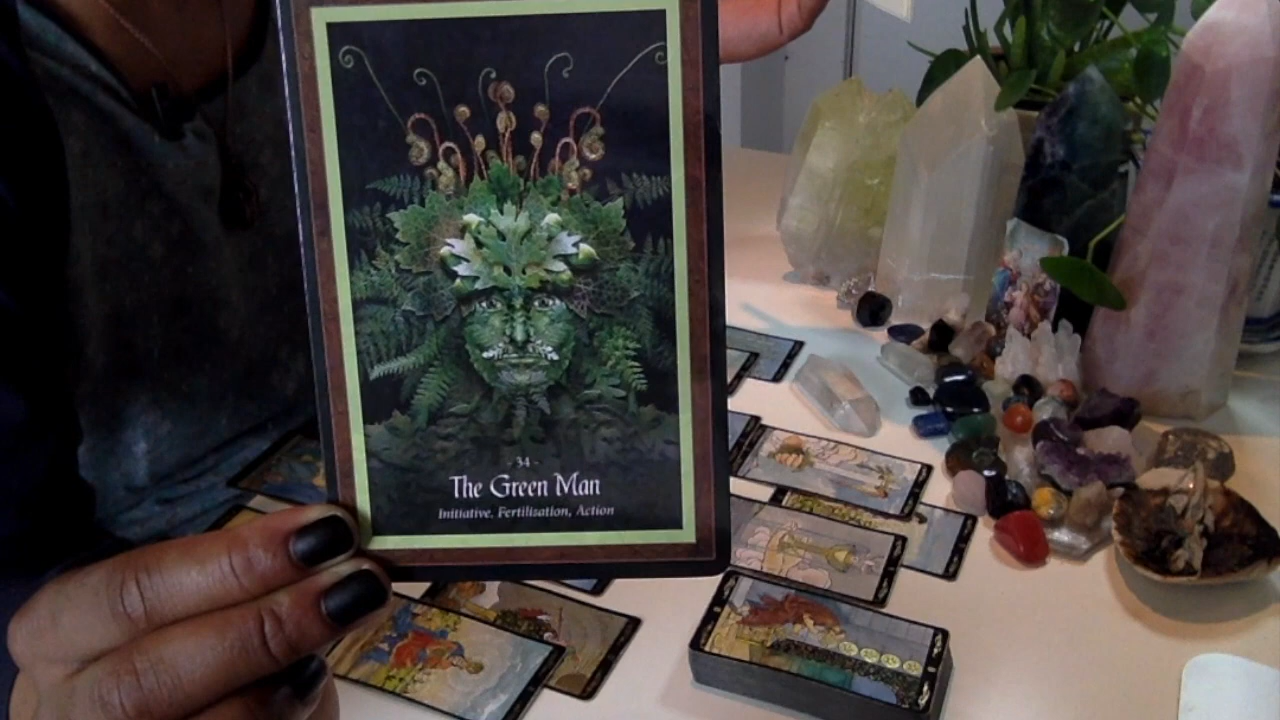 - 34 -
The Green Man
Initiative, Fertilisation, Action